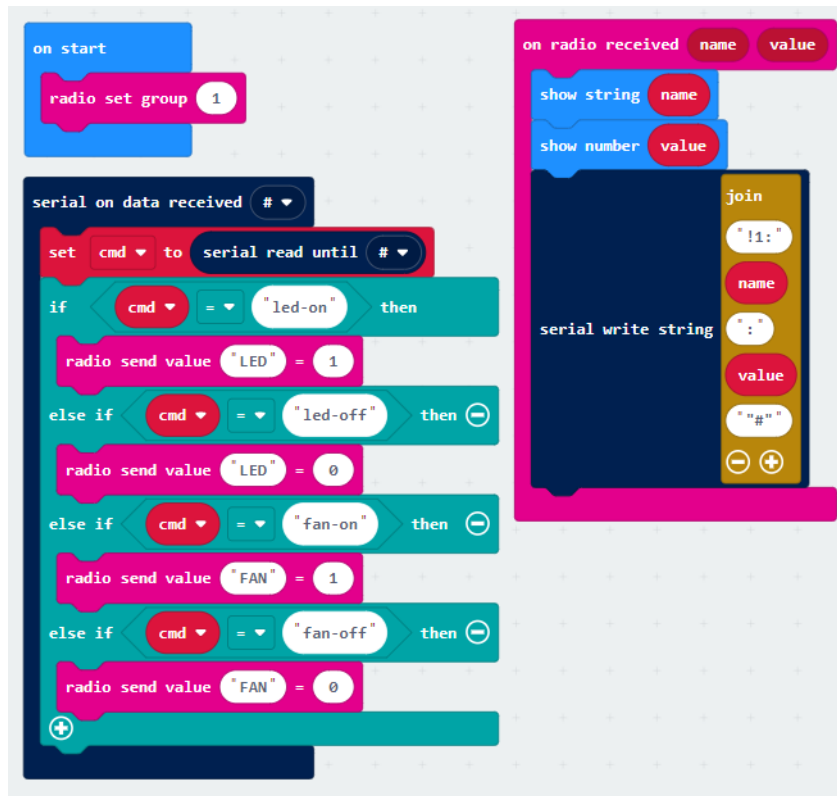 on start
radio set group 1
serial on data received # ▾
set cmd ▾ to serial read until # ▾
if cmd ▾ = ▾ "led-on" then
radio send value "LED" = 1
else if cmd ▾ = ▾ "led-off" then
radio send value "LED" = 0
else if cmd ▾ = ▾ "fan-on" then
radio send value "FAN" = 1
else if cmd ▾ = ▾ "fan-off" then
radio send value "FAN" = 0
on radio received name value
show string name
show number value
serial write string
join
"!1:"
name
":"
value
""#"